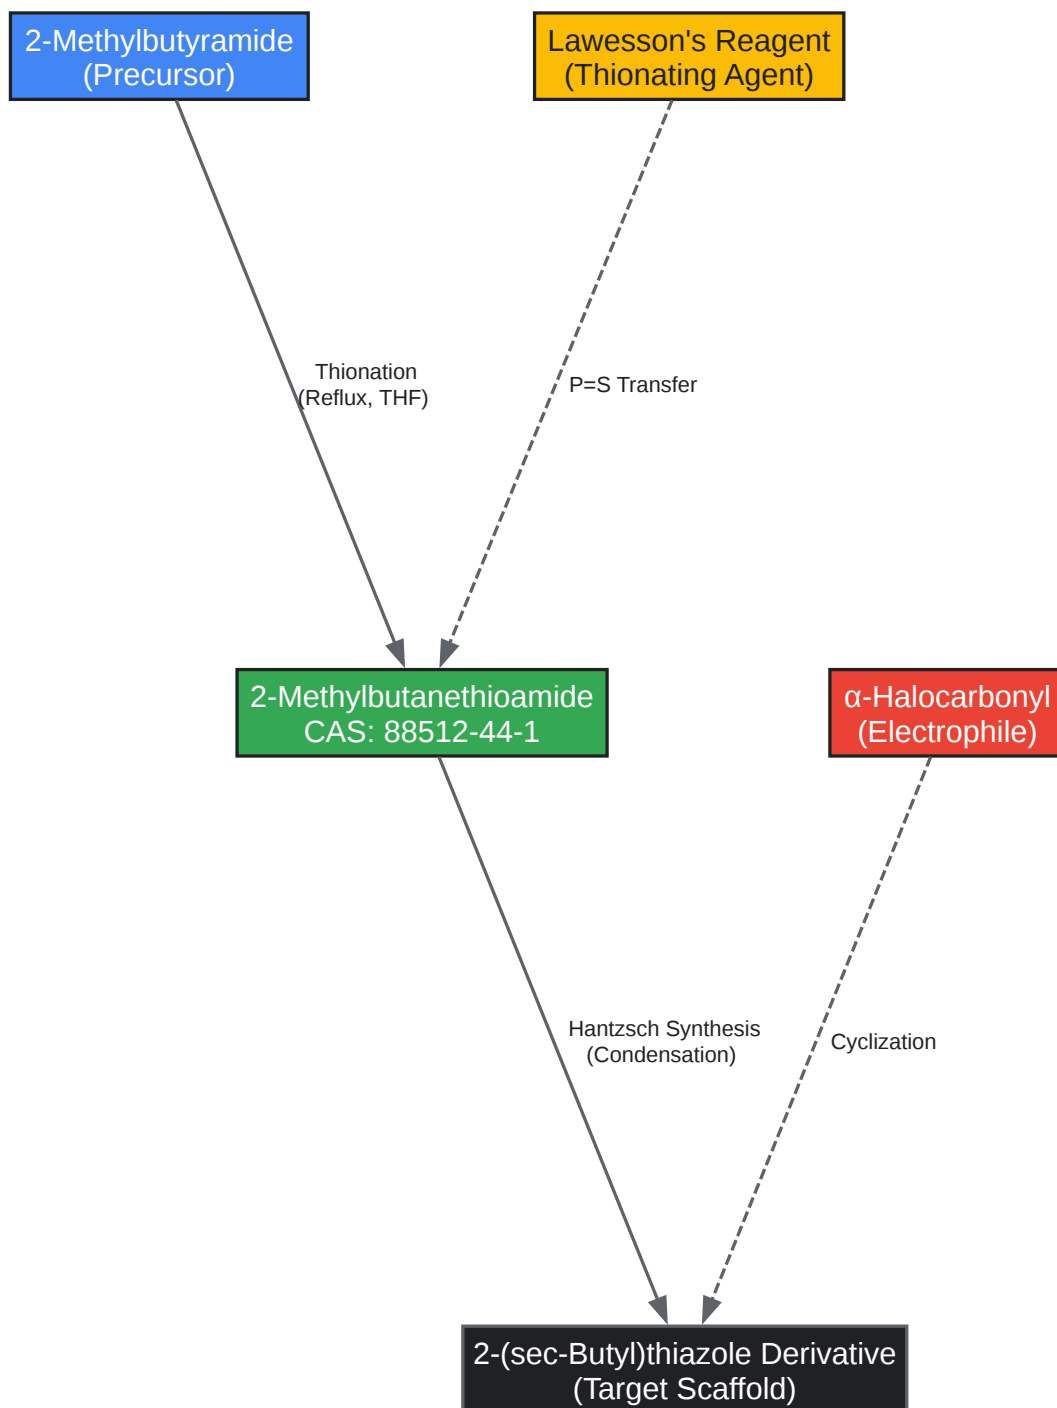 2-Methylbutyramide
(Precursor)
Lawesson's Reagent
(Thionating Agent)
Thionation
(Reflux, THF)
P=S Transfer
2-Methylbutanethioamide
CAS: 88512-44-1
α-Halocarbonyl
(Electrophile)
Hantzsch Synthesis
(Condensation)
Cyclization
2-(sec-Butyl)thiazole Derivative
(Target Scaffold)